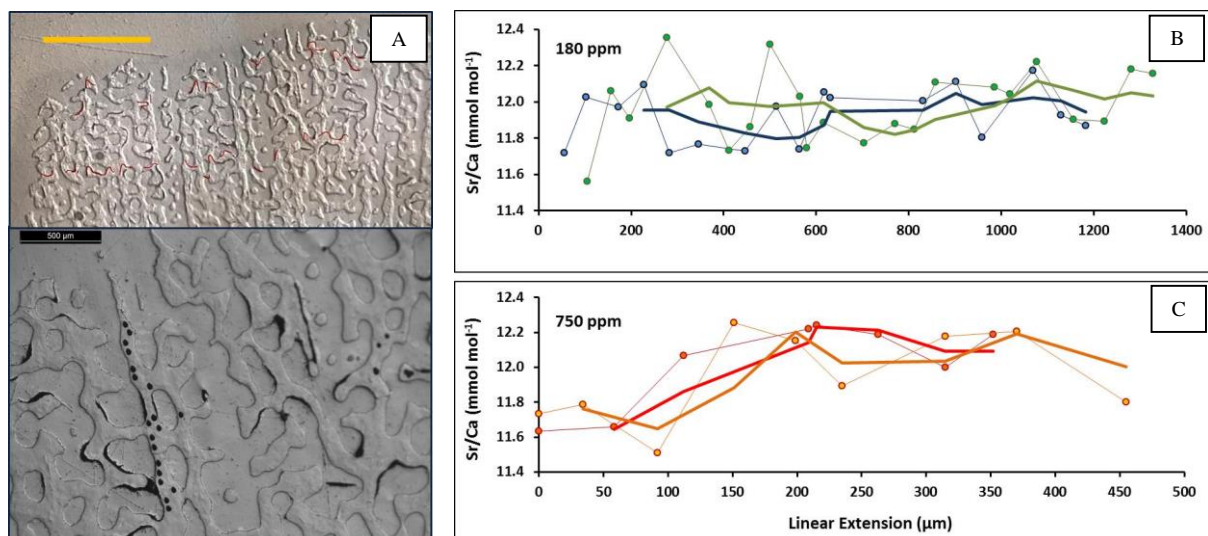 A
500 µm
B
180 ppm
Sr/Ca (mmol mol-1)
12.4
12.2
12.0
11.8
11.6
11.4
0 200 400 600 800 1000 1200 1400
C
750 ppm
Sr/Ca (mmol mol-1)
12.4
12.2
12.0
11.8
11.6
11.4
0 50 100 150 200 250 300 350 400 450 500
Linear Extension (µm)